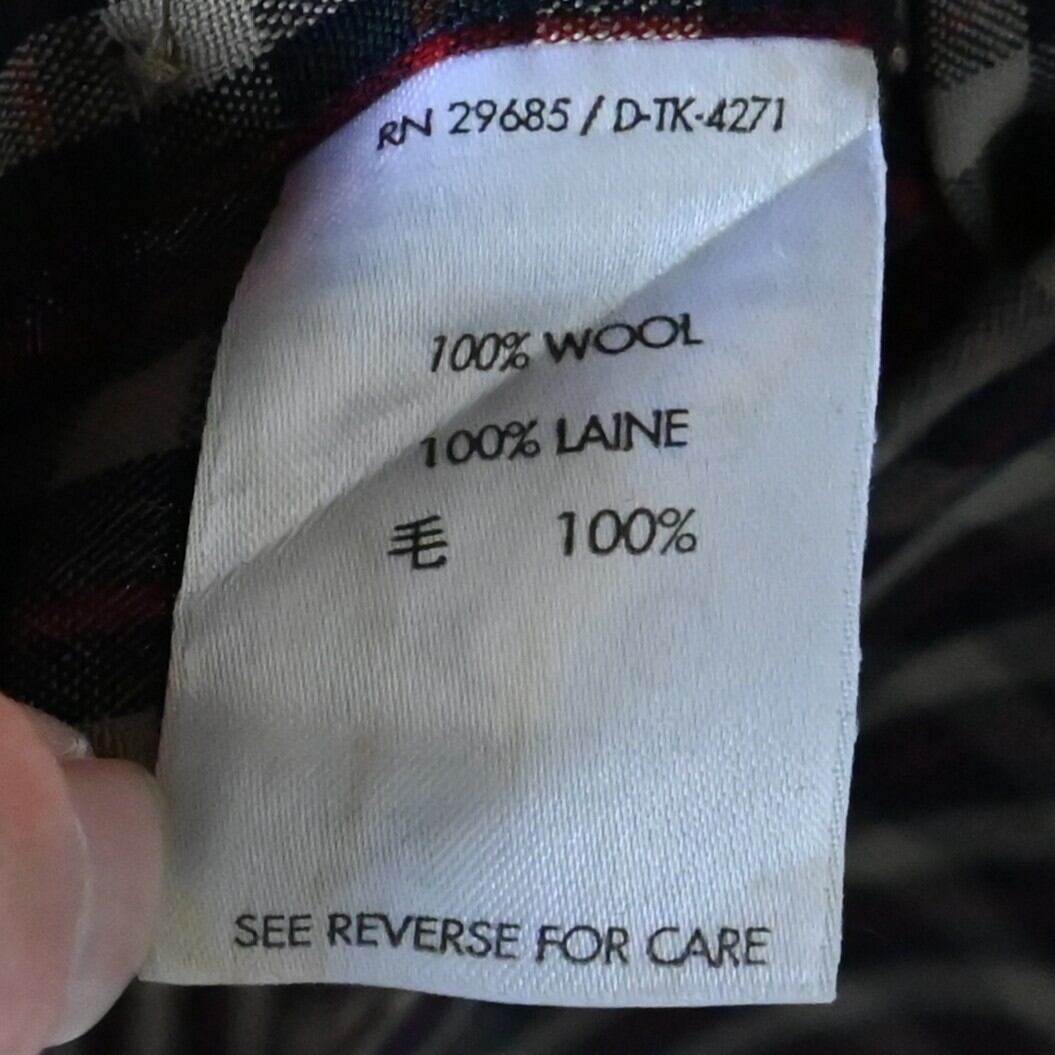 RN 29685 / D-TK-4271
100% WOOL
100% LAINE
毛 100%
SEE REVERSE FOR CARE